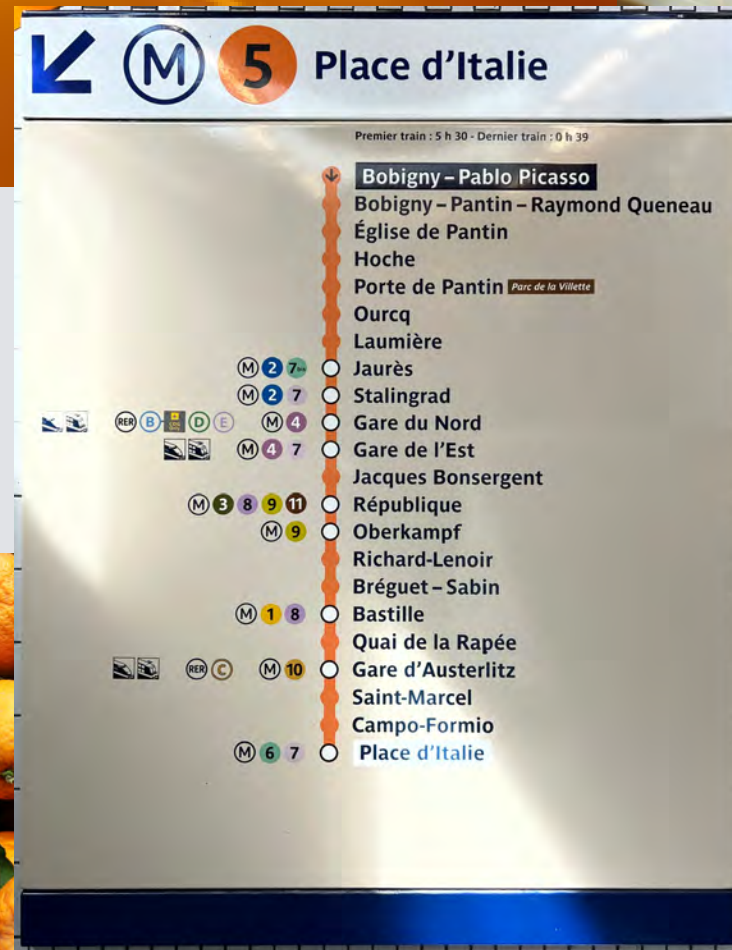 M 5 Place d'Italie
Premier train : 5 h 30 - Dernier train : 0 h 39
Bobigny – Pablo Picasso
Bobigny – Pantin – Raymond Queneau
Église de Pantin
Hoche
Porte de Pantin Parc de la Villette
Ourcq
Laumière
M 2 7bis Jaurès
M 2 7 Stalingrad
RER B D E M 4 Gare du Nord
M 4 7 Gare de l'Est
Jacques Bonsergent
M 3 8 9 11 République
M 9 Oberkampf
Richard-Lenoir
Bréguet – Sabin
M 1 8 Bastille
Quai de la Rapée
RER C M 10 Gare d'Austerlitz
Saint-Marcel
Campo-Formio
M 6 7 Place d'Italie